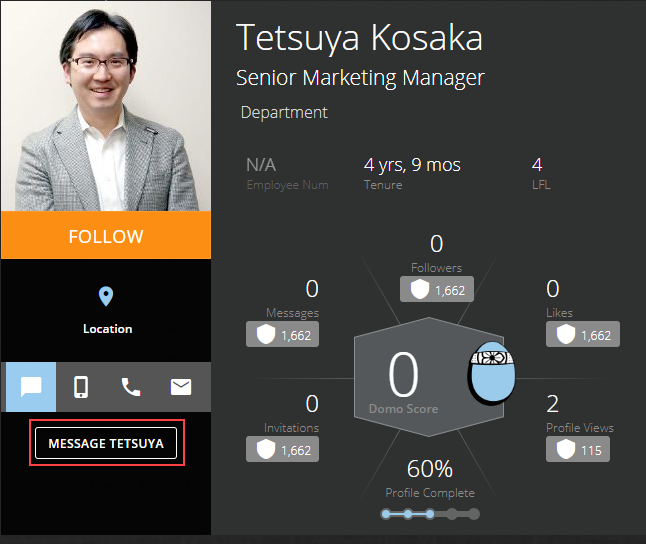 Tetsuya Kosaka
Senior Marketing Manager
Department
N/A
Employee Num
4 yrs, 9 mos
Tenure
4
LFL
FOLLOW
Location
MESSAGE TETSUYA
0
Followers
1,662
0
Messages
1,662
0
Likes
1,662
0
Domo Score
0
Invitations
1,662
2
Profile Views
115
60%
Profile Complete